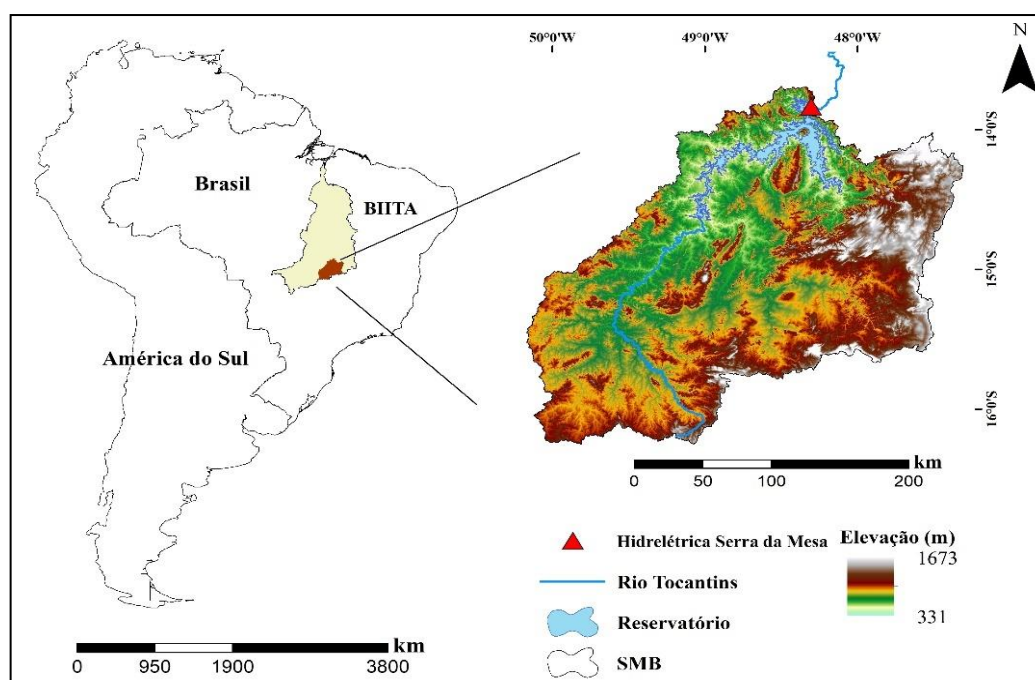 N
50°0'W 49°0'W 48°0'W
14°0'S
15°0'S
16°0'S
Brasil
BIITA
América do Sul
km
0 50 100 200
km
0 950 1900 3800
Hidrelétrica Serra da Mesa
Rio Tocantins
Reservatório
SMB
Elevação (m)
1673
331